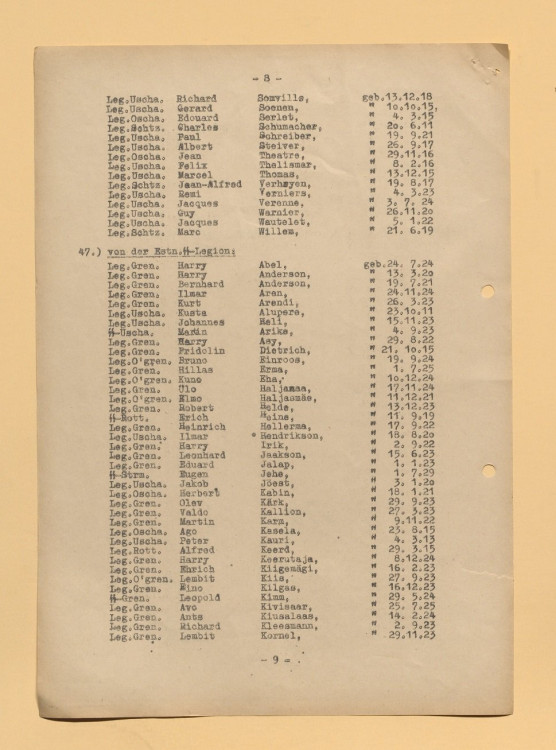 - 8 -
Leg.Uscha. Richard Somville, geb.13.12.18
Leg.Uscha. Gerard Soenen, " 10.10.15,
Leg.Oscha. Edouard Serlet, " 4. 3.15
Leg.Schtz. Charles Schumacher, " 20. 6.11
Leg.Uscha. Paul Schreiber, " 19. 9.21
Leg.Uscha. Albert Steiver, " 26. 9.17
Leg.Oscha. Jean Theatre, " 29.11.16
Leg.Uscha. Felix Thelismar, " 8. 2.16
Leg.Uscha. Marcel Thomas, " 13.12.15
Leg.Schtz. Jean-Alfred Verhoyen, " 19. 8.17
Leg.Uscha. Remi Verniers, " 4. 3.23
Leg.Uscha. Jacques Verenne, " 3. 7. 24
Leg.Uscha. Guy Warnier, " 26.11.20
Leg.Uscha. Jacques Wautelet, " 5. 1.22
Leg.Schtz. Marc Willem, " 21. 6.19
47.) von der Estn.ᛋᛋ-Legion:
Leg.Gren. Harry Abel, geb.24. 7.24
Leg.Gren. Harry Anderson, " 13. 3.20
Leg.Gren. Bernhard Anderson, " 19. 7.21
Leg.Gren. Ilmar Aran, " 24.11.24
Leg.Gren. Kurt Arendi, " 26. 3.23
Leg.Uscha. Kusta Alupere, " 23.10.11
Leg.Uscha. Johannes Heli, " 15.11.23
ᛋᛋ-Uscha. Martin Ariko, " 4. 9.23
Leg.Gren. Harry Asy, " 29. 8.22
Leg.Gren. Fridolin Dietrich, " 21. 10.15
Leg.O'gren. Bruno Einroos, " 19. 9.24
Leg.Gren. Hillas Erma, " 1. 7.25
Leg.O'gren. Kuno Eha, " 10.12.24
Leg.Gren. Ülo Haljamaa, " 17.11.24
Leg.O'gren. Elmo Haljasmäe, " 11.12.21
Leg.Gren. Robert Helde, " 13.12.23
ᛋᛋ-Rott. Erich Heine, " 11. 9.19
Leg.Gren. Heinrich Hellerma, " 17. 9.22
Leg.Uscha. Ilmar Hendrikson, " 18. 8.20
Leg.Gren. Harry Irik, " 2. 9.22
Leg.Gren. Leonhard Jaakson, " 15. 6.23
Leg.Gren. Eduard Jalap, " 1. 1.23
ᛋᛋ-Strm. Eugen Jehe, " 1. 7.29
Leg.Uscha. Jakob Jöest, " 3. 1.20
Leg.Oscha. Herbert Kabin, " 18. 1.21
Leg.Gren. Olev Kärk, " 29. 9.23
Leg.Gren. Valdo Kallion, " 27. 3.23
Leg.Gren. Martin Karm, " 9.11.22
Leg.Oscha. Ago Kasela, " 23. 8.15
Leg.Uscha. Peter Kauri, " 4. 3.13
Leg.Rott. Alfred Keerd, " 29. 3.15
Leg.Gren. Harry Keerutaja, " 8.12.24
Leg.Gren. Ehrich Kiigemägi, " 16. 2.23
Leg.O'gren. Lembit Kiis, " 27. 9.23
Leg.Gren. Eino Kilgas, " 16.12.23
ᛋᛋ-Gren. Leopold Kimm, " 29. 5.24
Leg.Gren. Avo Kivisaar, " 25. 7.25
Leg.Gren. Ants Kiusalaas, " 14. 2.24
Leg.Gren. Richard Kleesmann, " 2. 9.23
Leg.Gren. Lembit Kornel, " 29.11.23
- 9 -